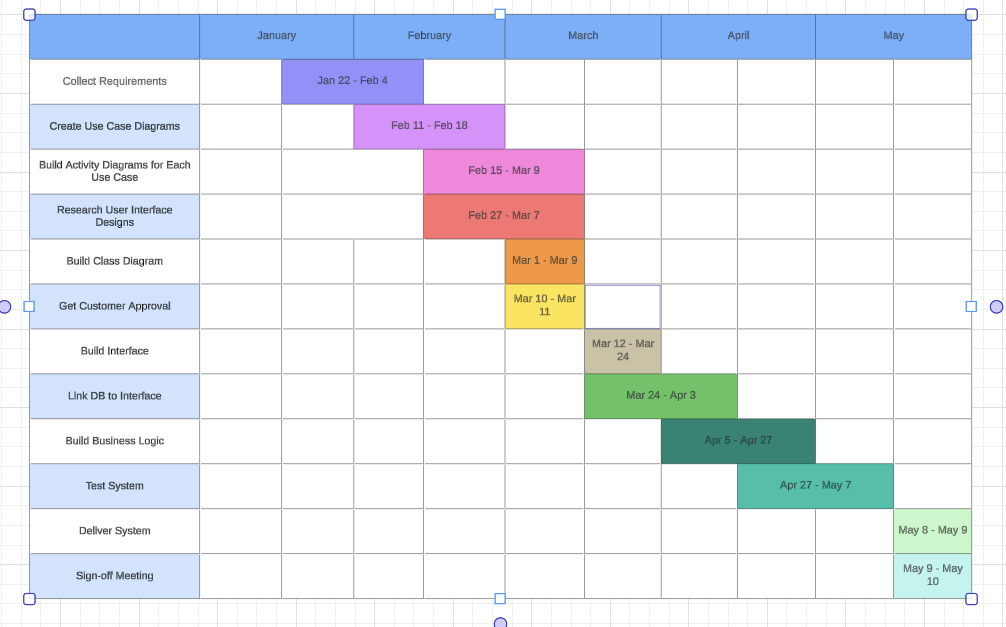 January February March April May
Collect Requirements Jan 22 - Feb 4
Create Use Case Diagrams Feb 11 - Feb 18
Build Activity Diagrams for Each
Use Case
Feb 15 - Mar 9
Research User Interface
Designs
Feb 27 - Mar 7
Build Class Diagram Mar 1 - Mar 9
Get Customer Approval
Mar 10 - Mar
11
Build Interface
Mar 12 - Mar
24
Link DB to Interface Mar 24 - Apr 3
Build Business Logic Apr 5 - Apr 27
Test System Apr 27 - May 7
Deliver System May 8 - May 9
Sign-off Meeting
May 9 - May
10